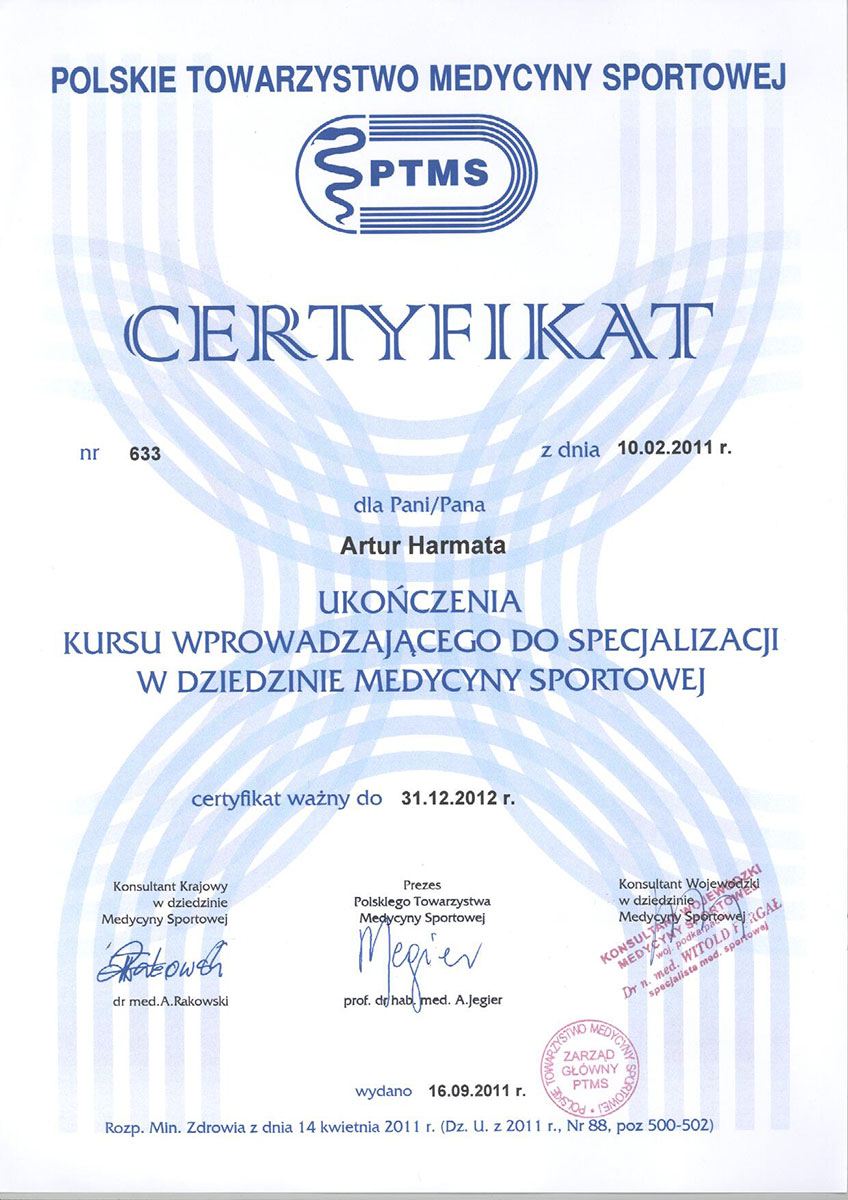 POLSKIE TOWARZYSTWO MEDYCYNY SPORTOWEJ
PTMS
CERTYFIKAT
nr 633 z dnia 10.02.2011 r.
dla Pani/Pana
Artur Harmata
UKOŃCZENIA
KURSU WPROWADZAJĄCEGO DO SPECJALIZACJI
W DZIEDZINIE MEDYCYNY SPORTOWEJ
certyfikat ważny do 31.12.2012 r.
Konsultant Krajowy
w dziedzinie
Medycyny Sportowej
dr med.A.Rakowski
Prezes
Polskiego Towarzystwa
Medycyny Sportowej
prof. dr hab. med. A.Jegier
Konsultant Wojewódzki
w dziedzinie
Medycyny Sportowej
KONSULTANT WOJEWÓDZKI
MEDYCYNY SPORTOWEJ
woj. podkarpackie
Dr n. med. WITOLD
specjalista med. sportowej
POLSKIE TOWARZYSTWO MEDYCYNY SPORTOWEJ
ZARZĄD
GŁÓWNY
PTMS
wydano 16.09.2011 r.
Rozp. Min. Zdrowia z dnia 14 kwietnia 2011 r. (Dz. U. z 2011 r., Nr 88, poz 500-502)